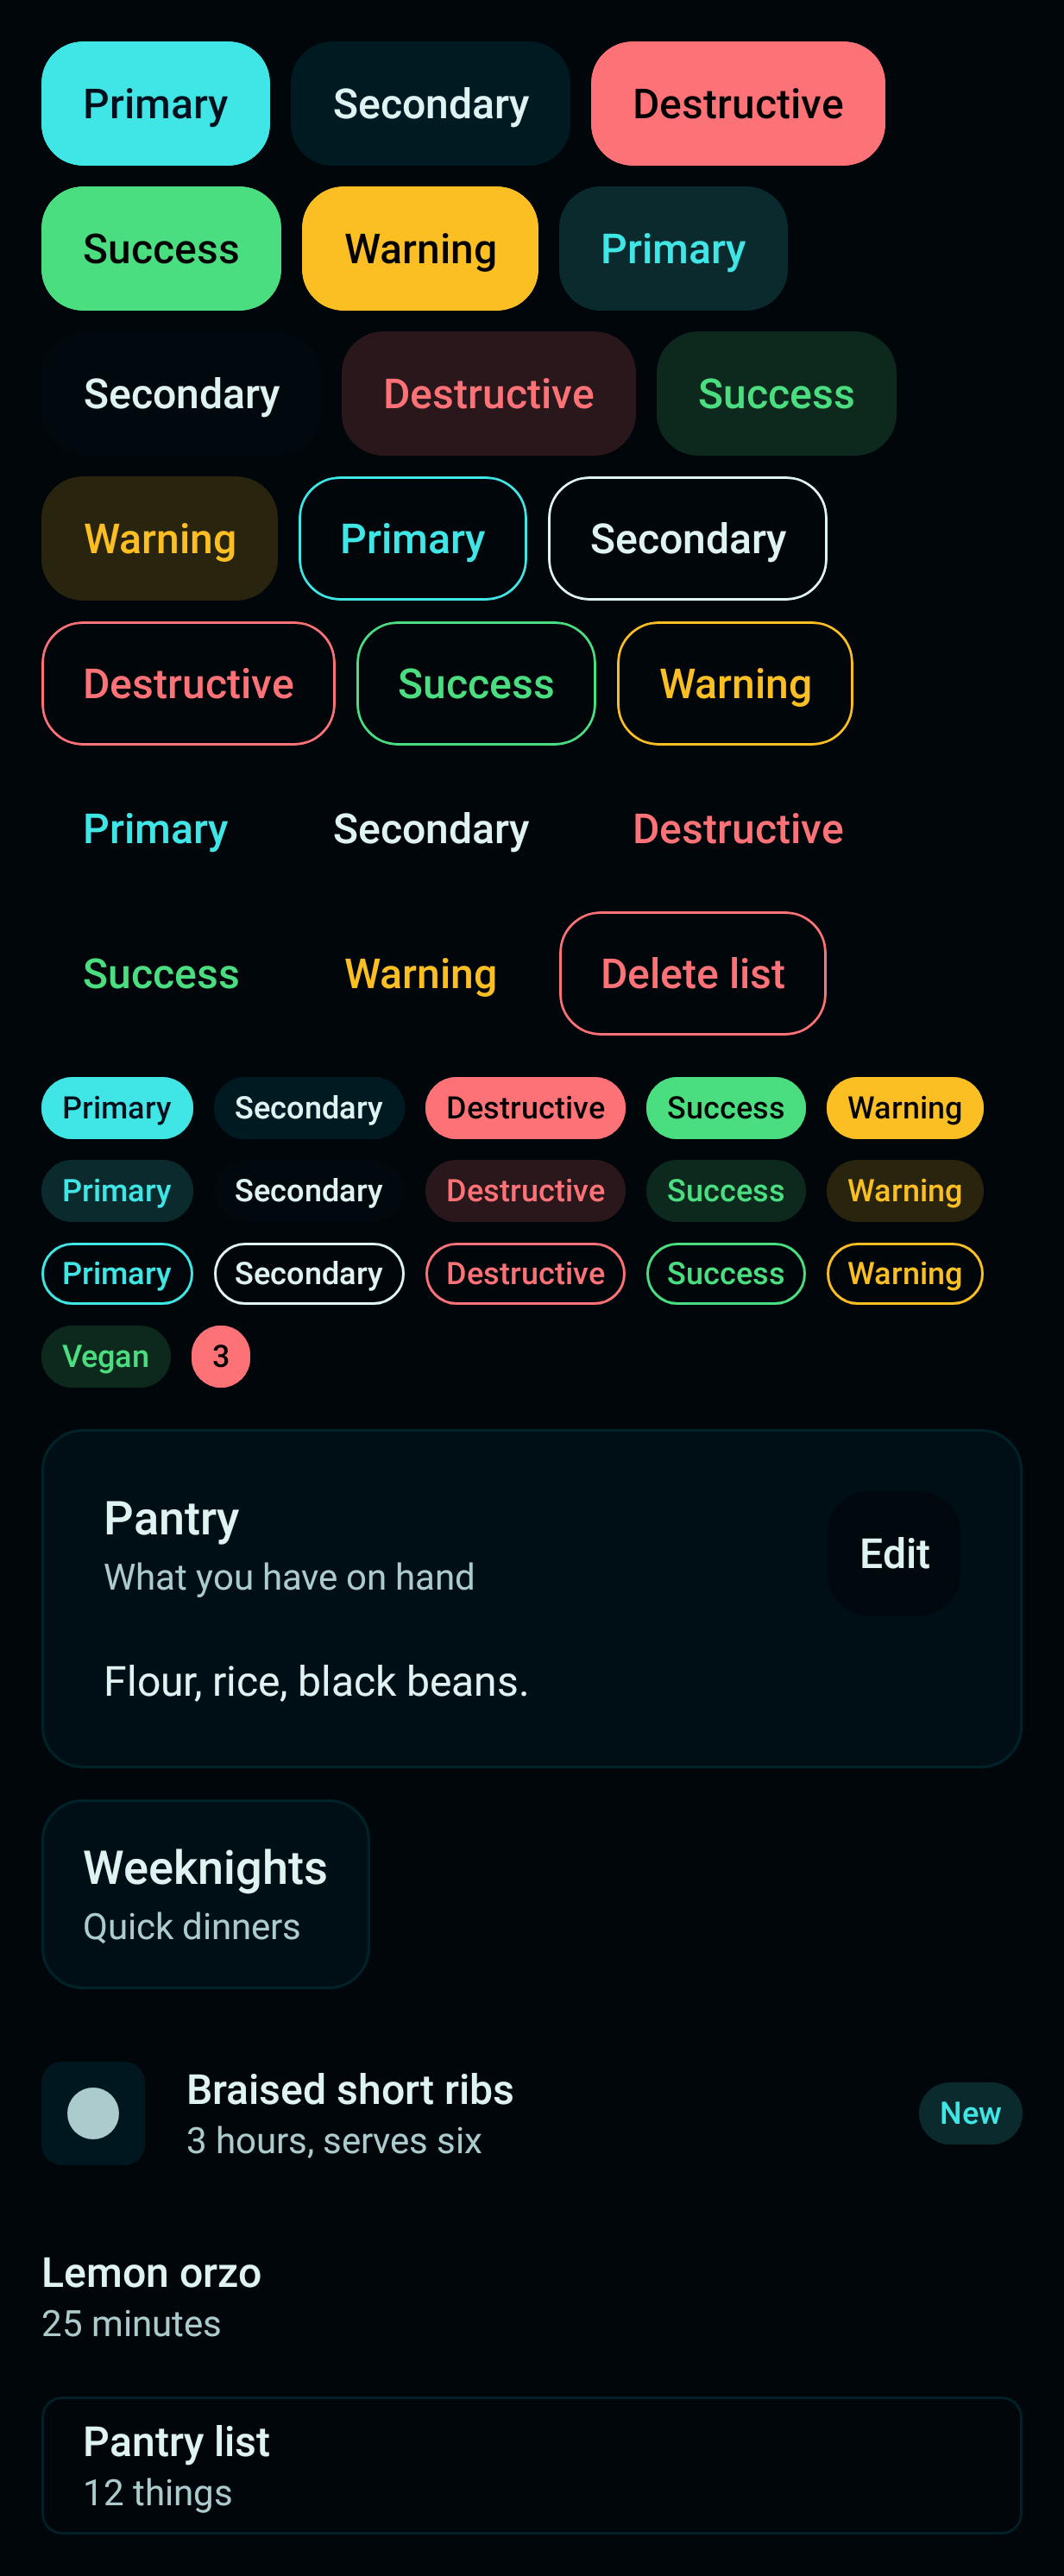 Primary Secondary Destructive
Success Warning Primary
Secondary Destructive Success
Warning Primary Secondary
Destructive Success Warning
Primary Secondary Destructive
Success Warning Delete list
Primary Secondary Destructive Success Warning
Primary Secondary Destructive Success Warning
Primary Secondary Destructive Success Warning
Vegan 3
Pantry
What you have on hand
Edit
Flour, rice, black beans.
Weeknights
Quick dinners
Braised short ribs
3 hours, serves six
New
Lemon orzo
25 minutes
Pantry list
12 things